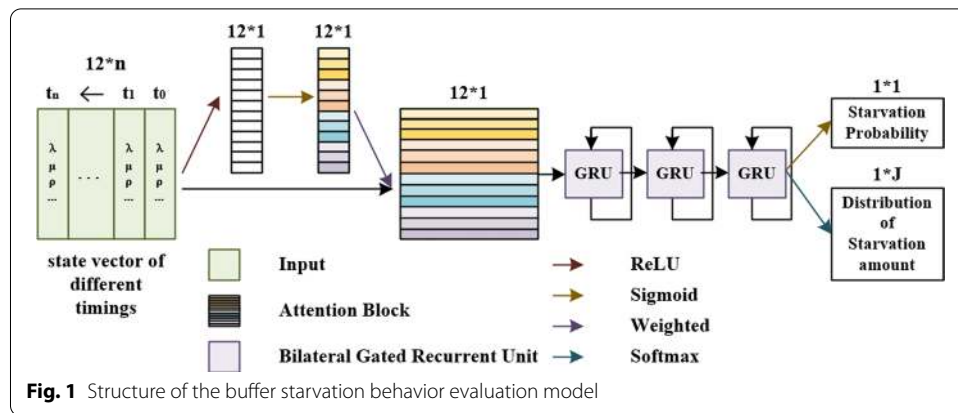 12*n
12*1
12*1
tn ← t1 t0
λ λ λ
μ . . . μ μ
ρ ρ ρ
... ... ...
state vector of
different
timings
12*1
GRU
GRU
GRU
1*1
Starvation
Probability
1*J
Distribution
of
Starvation
amount
Input
Attention Block
Bilateral Gated Recurrent Unit
ReLU
Sigmoid
Weighted
Softmax
Fig. 1 Structure of the buffer starvation behavior evaluation model